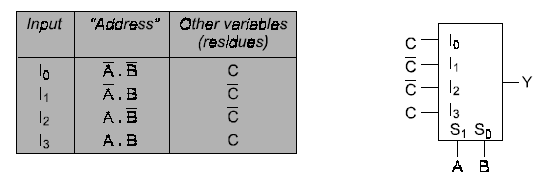 Input "Address" Other variables
(residues)
I₀ A̅ . B̅ C
I₁ A̅ . B C̅
I₂ A . B̅ C̅
I₃ A . B C
C I₀
C̅ I₁
C̅ I₂ Y
C I₃
S₁ S₀
A B